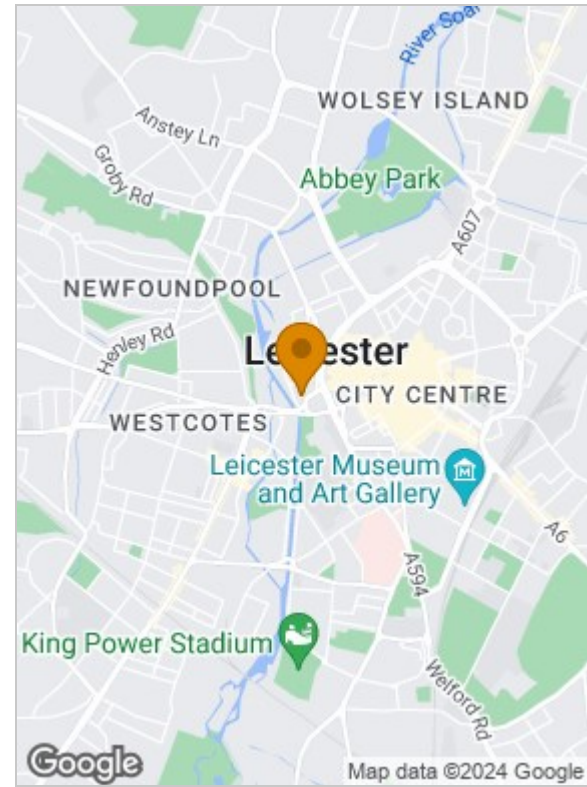 River Soar
WOLSEY ISLAND
Anstey Ln
Abbey Park
Groby Rd
A607
NEWFOUNDPOOL
Henley Rd
Leicester
CITY CENTRE
WESTCOTES
Leicester Museum
and Art Gallery
M
A6
A594
King Power Stadium
Welford Rd
Google
Map data ©2024 Google